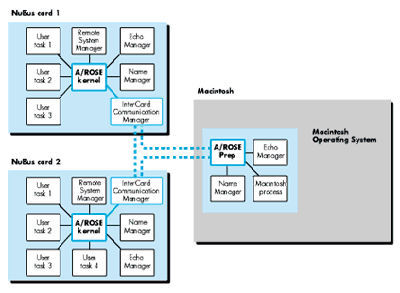 NuBus card 1
User
task 1
Remote
System
Manager
Echo
Manager
User
task 2
A/ROSE
kernel
Name
Manager
User
task 3
InterCard
Communication
Manager
Macintosh
Macintosh
Operating System
A/ROSE
Prep
Echo
Manager
Name
Manager
Macintosh
process
NuBus card 2
User
task 1
Remote
System
Manager
InterCard
Communication
Manager
User
task 2
A/ROSE
kernel
Name
Manager
User
task 3
User
task 4
Echo
Manager